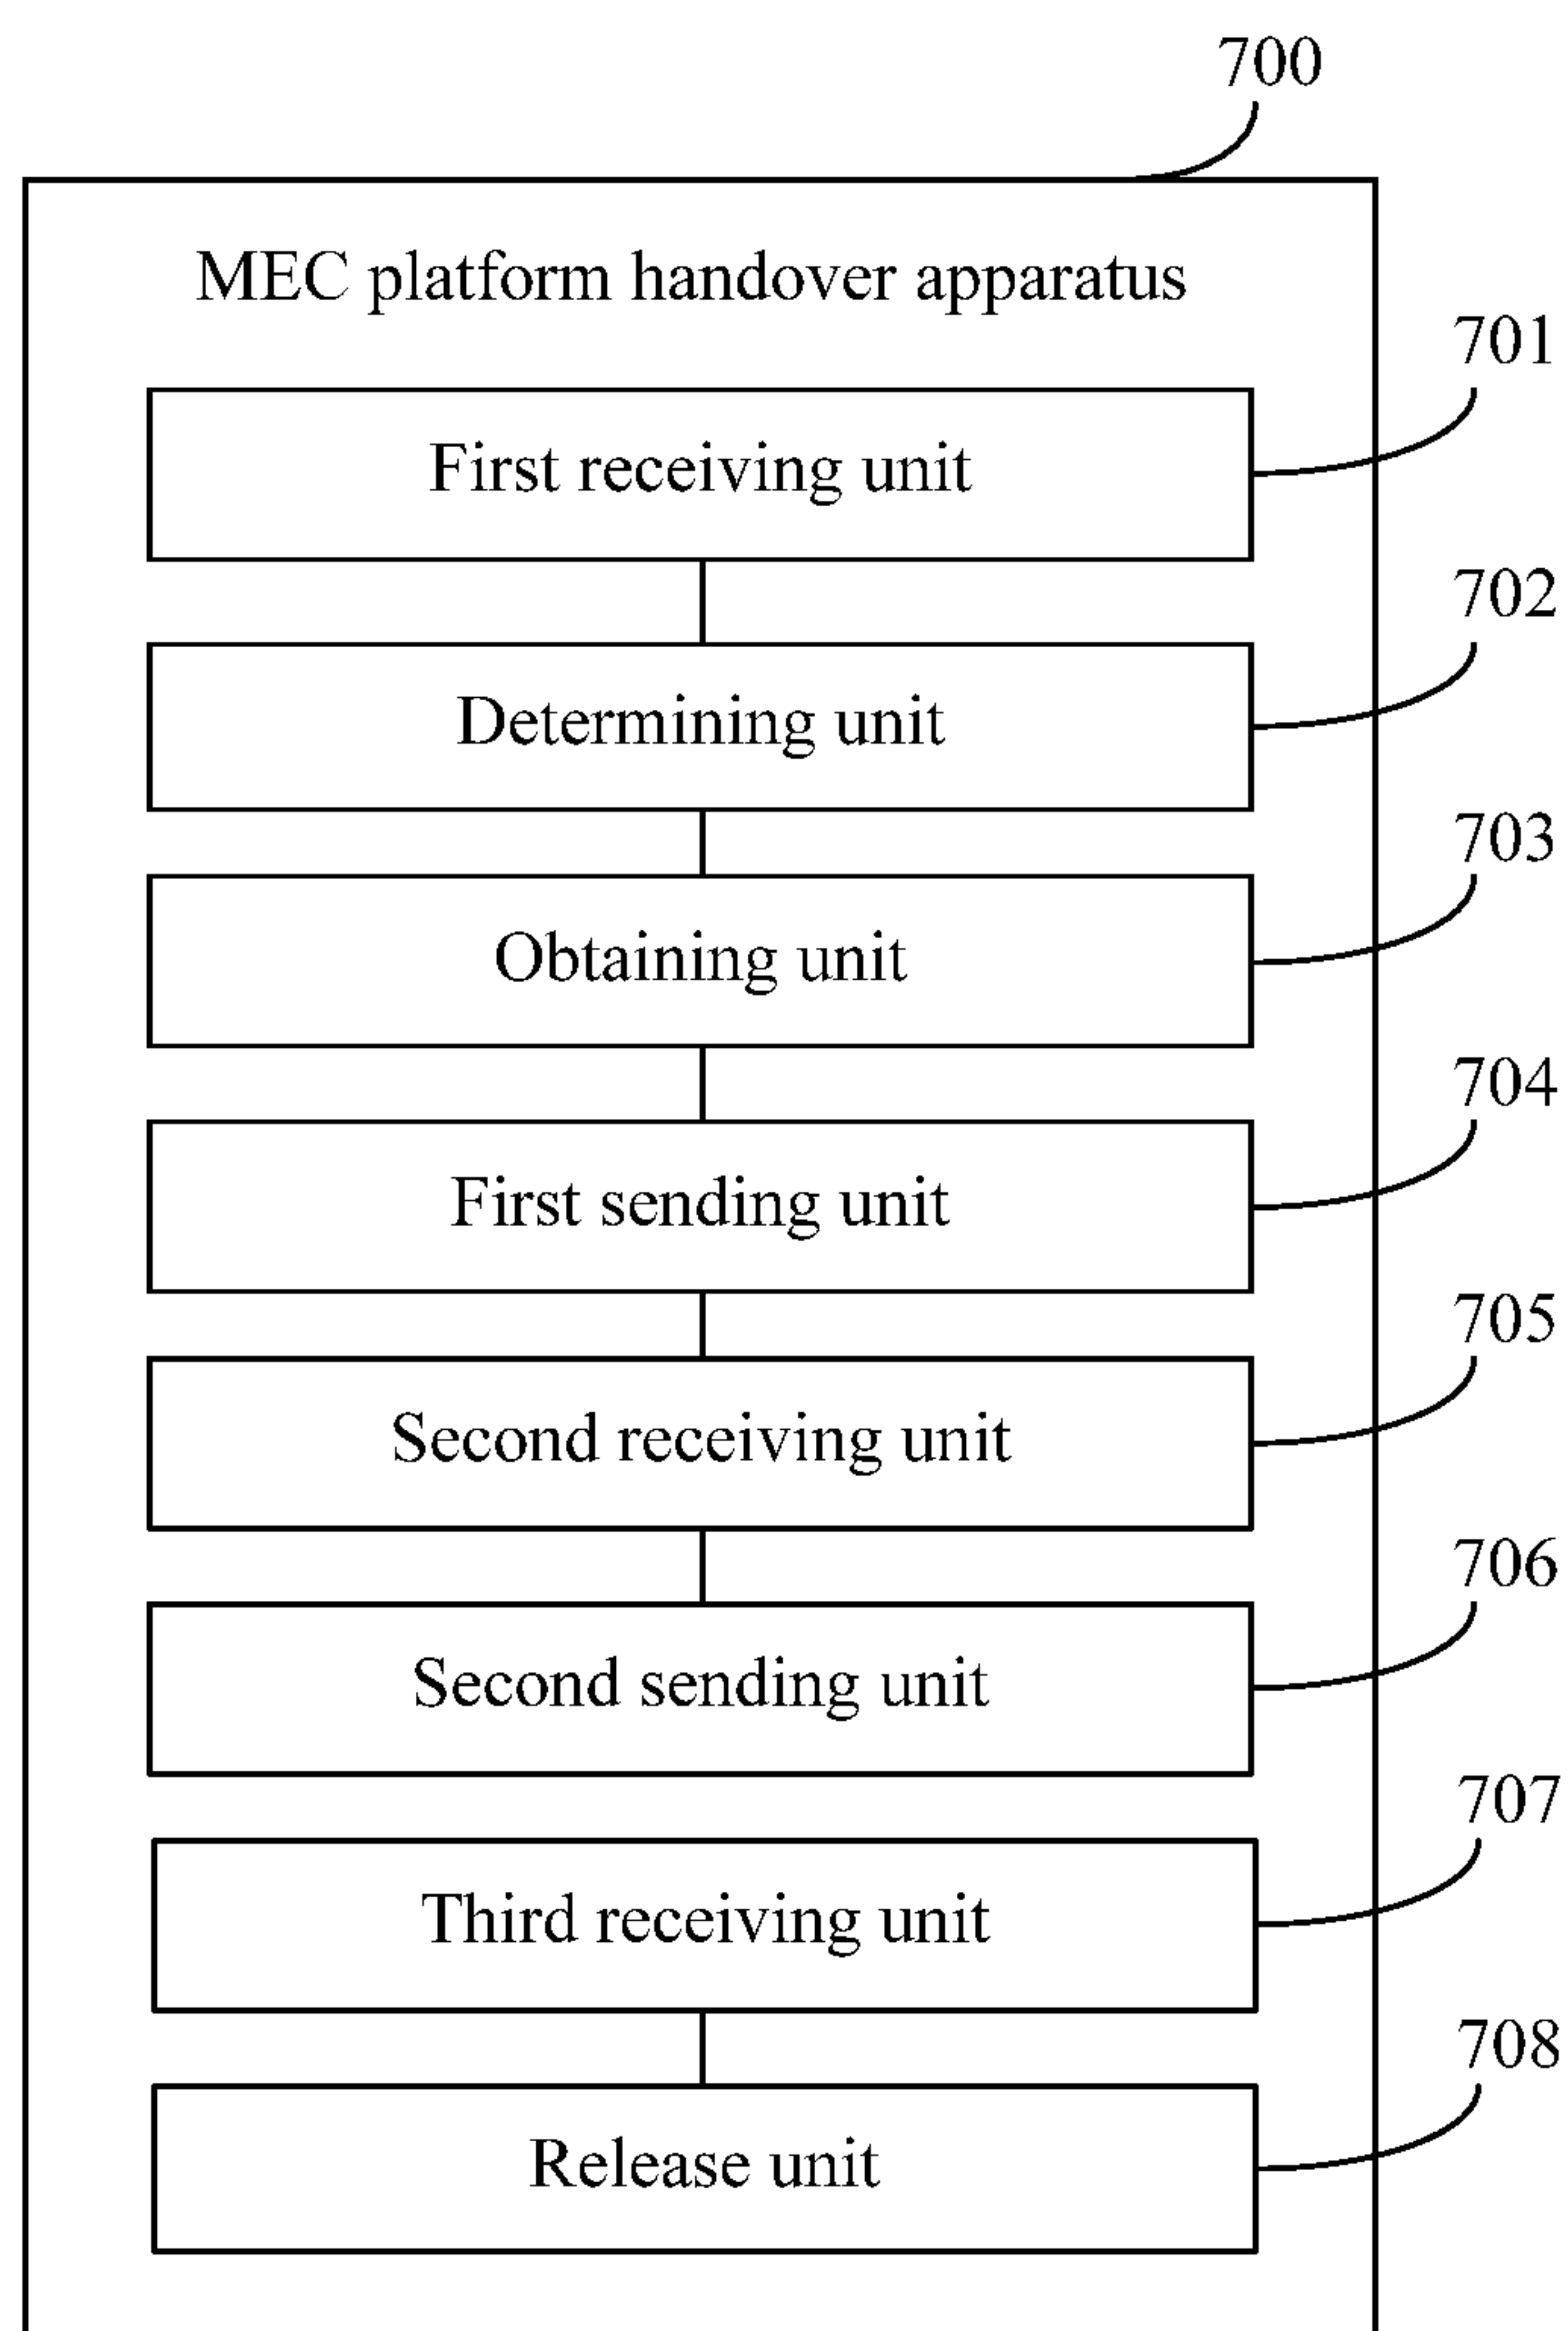 700
MEC platform handover apparatus
701
First receiving unit
702
Determining unit
703
Obtaining unit
704
First sending unit
705
Second receiving unit
706
Second sending unit
707
Third receiving unit
708
Release unit